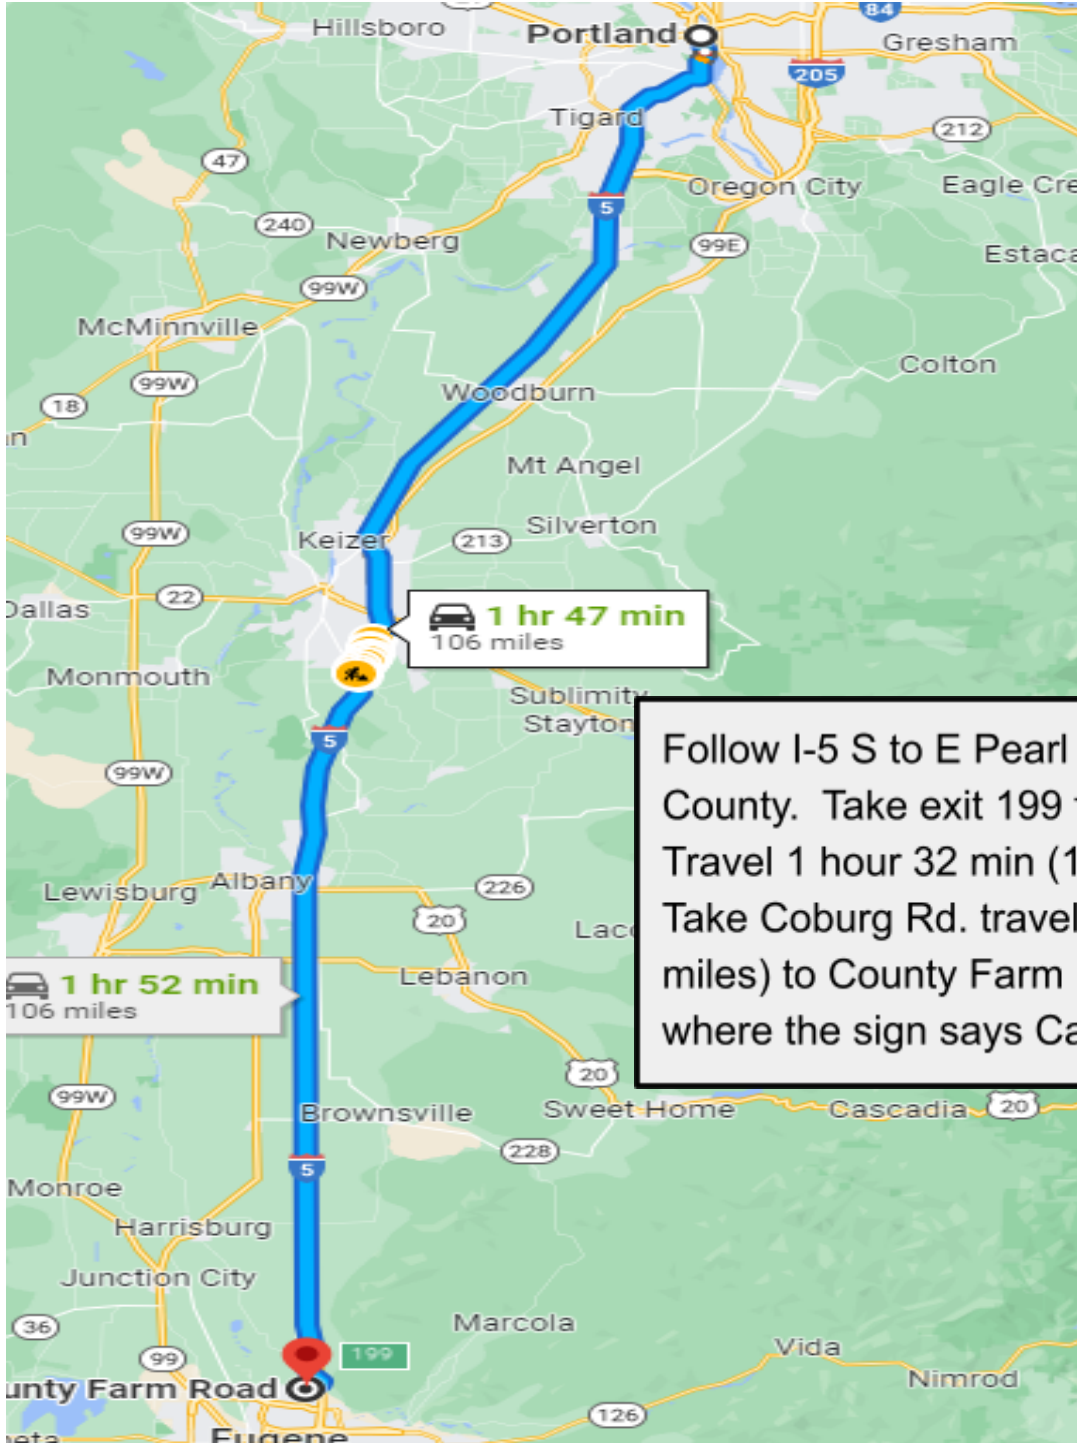 84
Hillsboro
Portland
Gresham
205
Tigard
212
47
Oregon City
Eagle Cre
5
240
Newberg
99E
Estaca
99W
McMinnville
Colton
99W
Woodburn
18
n
Mt Angel
Silverton
99W
Keizer
213
22
Dallas
1 hr 47 min
106 miles
Monmouth
Sublimity
Stayton
5
Follow I-5 S to E Pearl
County. Take exit 199
Travel 1 hour 32 min (1
Take Coburg Rd. travel
miles) to County Farm
where the sign says Ca
99W
Lewisburg
Albany
226
20
Lac
Lebanon
1 hr 52 min
106 miles
20
99W
Brownsville
Sweet Home
Cascadia
20
228
5
Monroe
Harrisburg
Junction City
36
Marcola
199
99
Vida
unty Farm Road
Nimrod
126
Eugene
neta